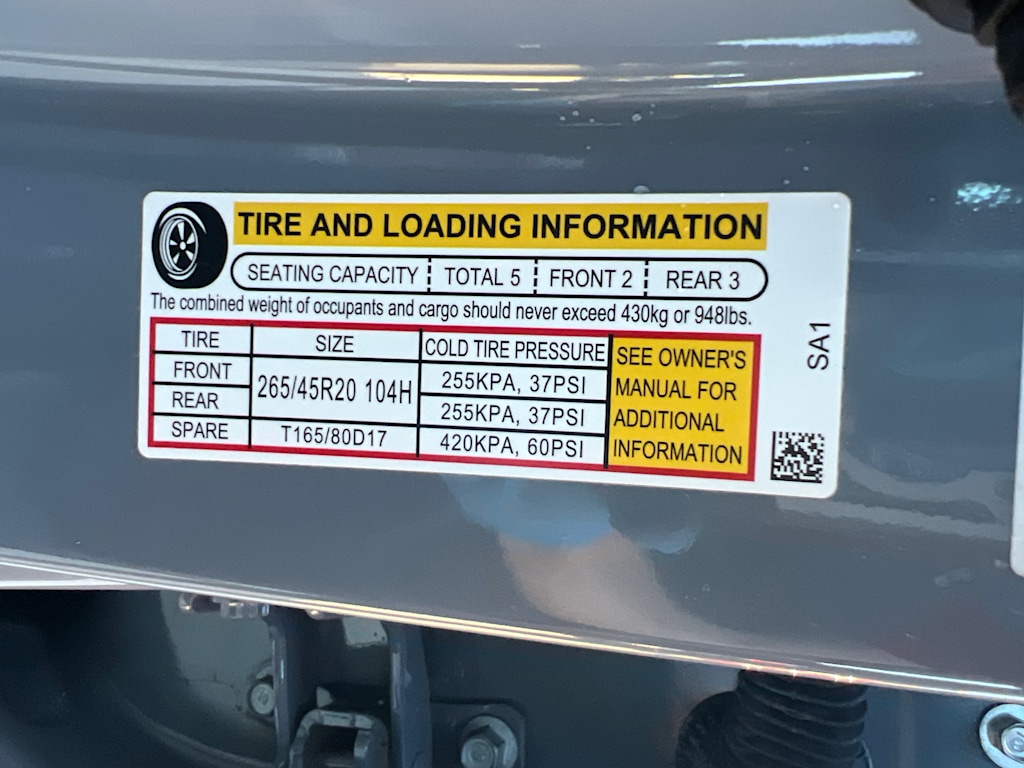 TIRE AND LOADING INFORMATION
SEATING CAPACITY TOTAL 5 FRONT 2 REAR 3
The combined weight of occupants and cargo should never exceed 430kg or 948lbs.
TIRE SIZE COLD TIRE PRESSURE
FRONT 265/45R20 104H 255KPA, 37PSI
REAR 255KPA, 37PSI
SPARE T165/80D17 420KPA, 60PSI
SEE OWNER'S
MANUAL FOR
ADDITIONAL
INFORMATION
SA1